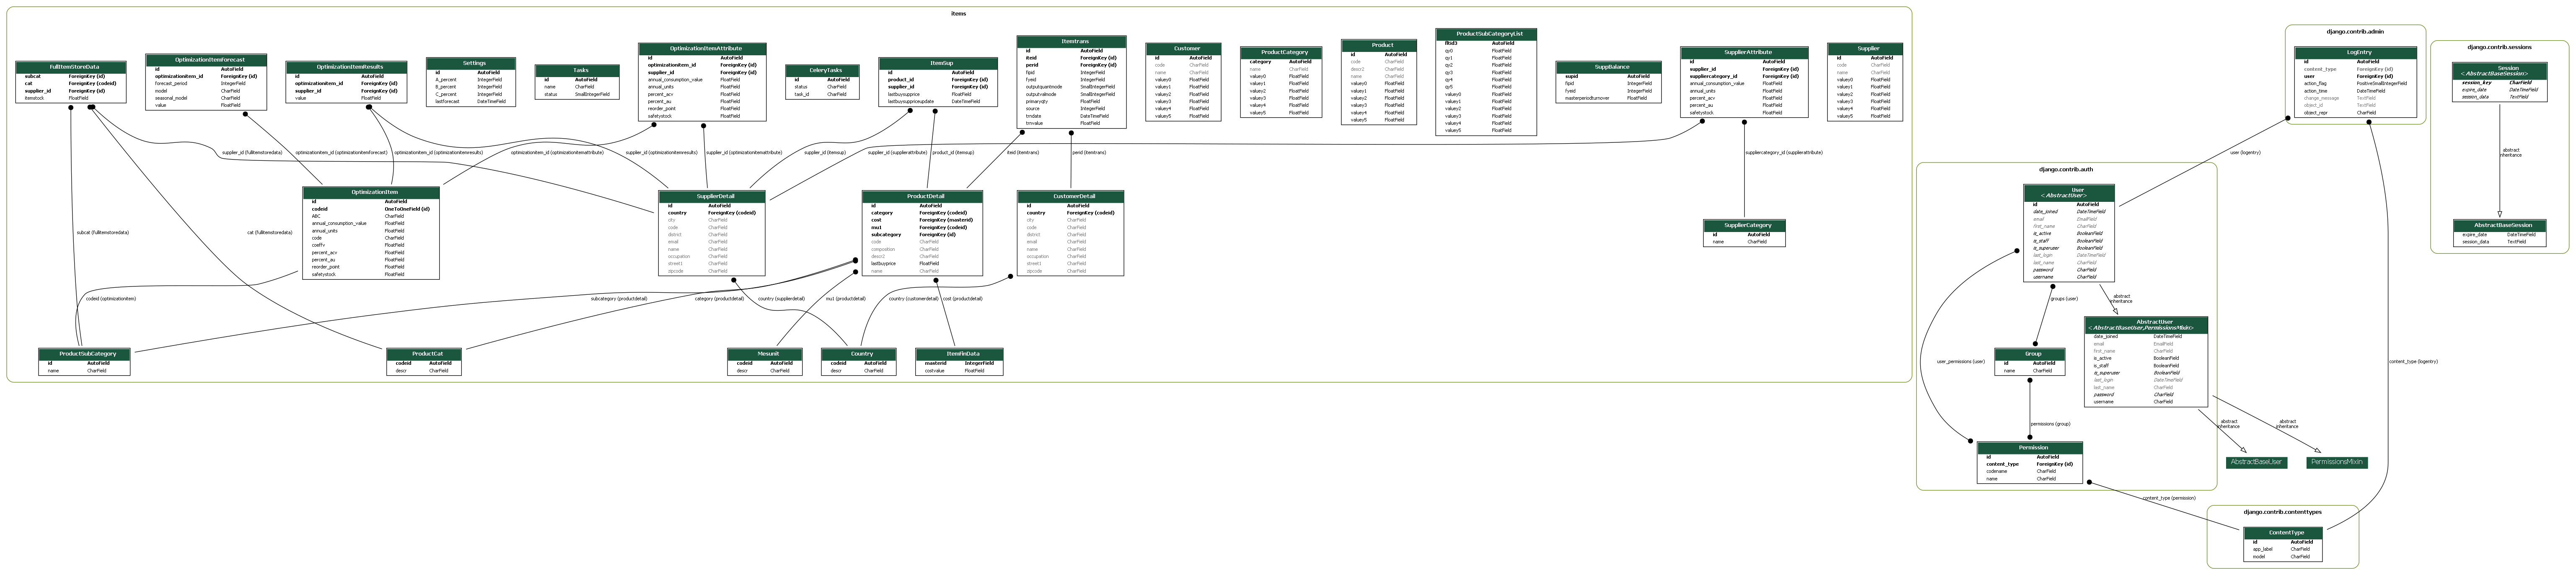 items
FullItemStoreData
subcat ForeignKey (id)
cat ForeignKey (codeid)
supplier_id ForeignKey (id)
itemstock FloatField
OptimizationItemForecast
id AutoField
optimizationitem_id ForeignKey (id)
forecast_period IntegerField
model CharField
seasonal_model CharField
value FloatField
OptimizationItemResults
id AutoField
optimizationitem_id ForeignKey (id)
supplier_id ForeignKey (id)
value FloatField
Settings
id AutoField
A_percent IntegerField
B_percent IntegerField
C_percent IntegerField
lastforecast DateTimeField
Tasks
id AutoField
name CharField
status SmallIntegerField
OptimizationItemAttribute
id AutoField
optimizationitem_id ForeignKey (id)
supplier_id ForeignKey (id)
annual_consumption_value FloatField
annual_units FloatField
percent_acv FloatField
percent_au FloatField
reorder_point FloatField
safetystock FloatField
CeleryTasks
id AutoField
status CharField
task_id CharField
ItemSup
id AutoField
product_id ForeignKey (id)
supplier_id ForeignKey (id)
lastbuysupprice FloatField
lastbuysuppriceupdate DateTimeField
Itemtrans
id AutoField
iteid ForeignKey (id)
perid ForeignKey (id)
fipid IntegerField
fyeid IntegerField
outputquantmode SmallIntegerField
outputvalmode SmallIntegerField
primaryqty FloatField
source IntegerField
trndate DateTimeField
trnvalue FloatField
Customer
id AutoField
code CharField
name CharField
valuey0 FloatField
valuey1 FloatField
valuey2 FloatField
valuey3 FloatField
valuey4 FloatField
valuey5 FloatField
ProductCategory
category AutoField
name CharField
valuey0 FloatField
valuey1 FloatField
valuey2 FloatField
valuey3 FloatField
valuey4 FloatField
valuey5 FloatField
Product
id AutoField
code CharField
descr2 CharField
name CharField
valuey0 FloatField
valuey1 FloatField
valuey2 FloatField
valuey3 FloatField
valuey4 FloatField
valuey5 FloatField
ProductSubCategoryList
fltid3 AutoField
qy0 FloatField
qy1 FloatField
qy2 FloatField
qy3 FloatField
qy4 FloatField
qy5 FloatField
valuey0 FloatField
valuey1 FloatField
valuey2 FloatField
valuey3 FloatField
valuey4 FloatField
valuey5 FloatField
SuppBalance
supid AutoField
fipid IntegerField
fyeid IntegerField
masterperiodturnover FloatField
SupplierAttribute
id AutoField
supplier_id ForeignKey (id)
suppliercategory_id ForeignKey (id)
annual_consumption_value FloatField
annual_units FloatField
percent_acv FloatField
percent_au FloatField
safetystock FloatField
Supplier
id AutoField
code CharField
name CharField
valuey0 FloatField
valuey1 FloatField
valuey2 FloatField
valuey3 FloatField
valuey4 FloatField
valuey5 FloatField
supplier_id (fullitemstoredata)
optimizationitem_id (optimizationitemforecast)
optimizationitem_id (optimizationitemresults)
optimizationitem_id (optimizationitemattribute)
supplier_id (optimizationitemresults)
supplier_id (optimizationitemattribute)
supplier_id (itemsup)
supplier_id (supplierattribute)
product_id (itemsup)
iteid (itemtrans)
perid (itemtrans)
suppliercategory_id (supplierattribute)
OptimizationItem
id AutoField
codeid OneToOneField (id)
ABC CharField
annual_consumption_value FloatField
annual_units FloatField
code CharField
coeffv FloatField
percent_acv FloatField
percent_au FloatField
reorder_point FloatField
safetystock FloatField
SupplierDetail
id AutoField
country ForeignKey (codeid)
city CharField
code CharField
district CharField
email CharField
name CharField
occupation CharField
street1 CharField
zipcode CharField
ProductDetail
id AutoField
category ForeignKey (codeid)
cost ForeignKey (masterid)
mu1 ForeignKey (codeid)
subcategory ForeignKey (id)
code CharField
composition CharField
descr2 CharField
lastbuyprice FloatField
name CharField
CustomerDetail
id AutoField
country ForeignKey (codeid)
city CharField
code CharField
district CharField
email CharField
name CharField
occupation CharField
street1 CharField
zipcode CharField
SupplierCategory
id AutoField
name CharField
subcat (fullitemstoredata)
cat (fullitemstoredata)
codeid (optimizationitem)
subcategory (productdetail)
category (productdetail)
country (supplierdetail)
mu1 (productdetail)
country (customerdetail)
cost (productdetail)
ProductSubCategory
id AutoField
name CharField
ProductCat
codeid AutoField
descr CharField
Mesunit
codeid AutoField
descr CharField
Country
codeid AutoField
descr CharField
ItemFinData
masterid IntegerField
costvalue FloatField
django.contrib.admin
LogEntry
id AutoField
content_type ForeignKey (id)
user ForeignKey (id)
action_flag PositiveSmallIntegerField
action_time DateTimeField
change_message TextField
object_id TextField
object_repr CharField
django.contrib.sessions
Session
<AbstractBaseSession>
session_key CharField
expire_date DateTimeField
session_data TextField
abstract
inheritance
AbstractBaseSession
expire_date DateTimeField
session_data TextField
user (logentry)
django.contrib.auth
User
<AbstractUser>
id AutoField
date_joined DateTimeField
email EmailField
first_name CharField
is_active BooleanField
is_staff BooleanField
is_superuser BooleanField
last_login DateTimeField
last_name CharField
password CharField
username CharField
groups (user)
abstract
inheritance
AbstractUser
<AbstractBaseUser,PermissionsMixin>
date_joined DateTimeField
email EmailField
first_name CharField
is_active BooleanField
is_staff BooleanField
is_superuser BooleanField
last_login DateTimeField
last_name CharField
password CharField
username CharField
Group
id AutoField
name CharField
user_permissions (user)
content_type (logentry)
permissions (group)
abstract
inheritance
abstract
inheritance
Permission
id AutoField
content_type ForeignKey (id)
codename CharField
name CharField
AbstractBaseUser
PermissionsMixin
content_type (permission)
django.contrib.contenttypes
ContentType
id AutoField
app_label CharField
model CharField